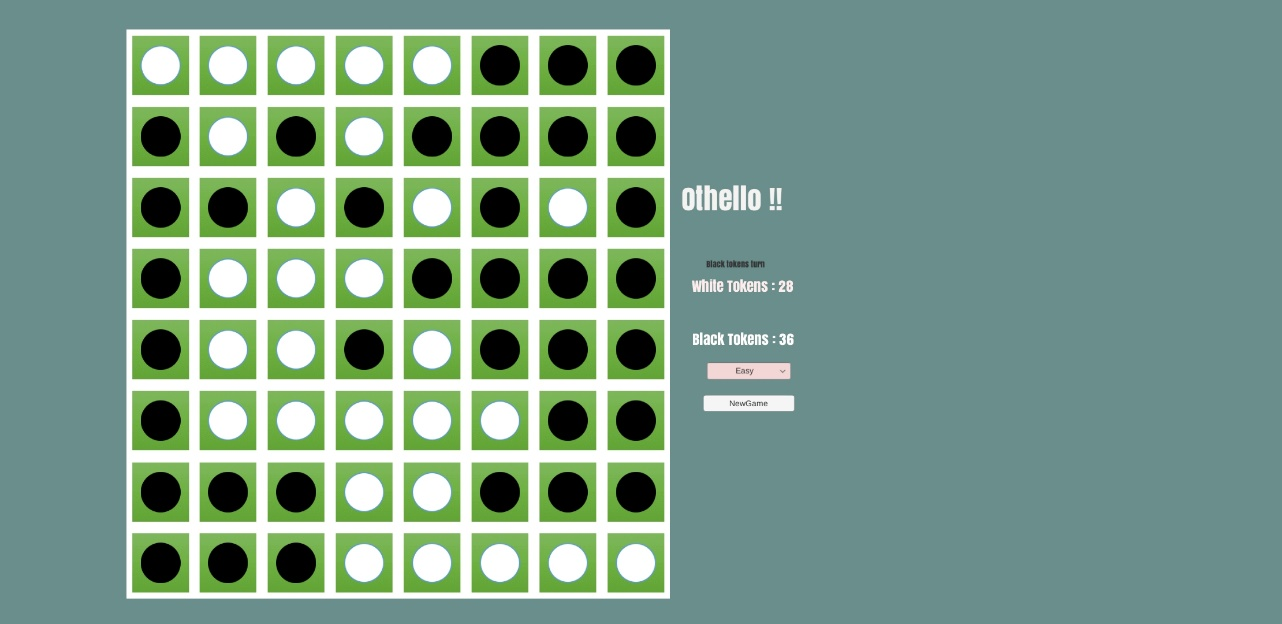 Othello !!
Black tokens turn
White Tokens : 28
Black Tokens : 36
Easy
NewGame